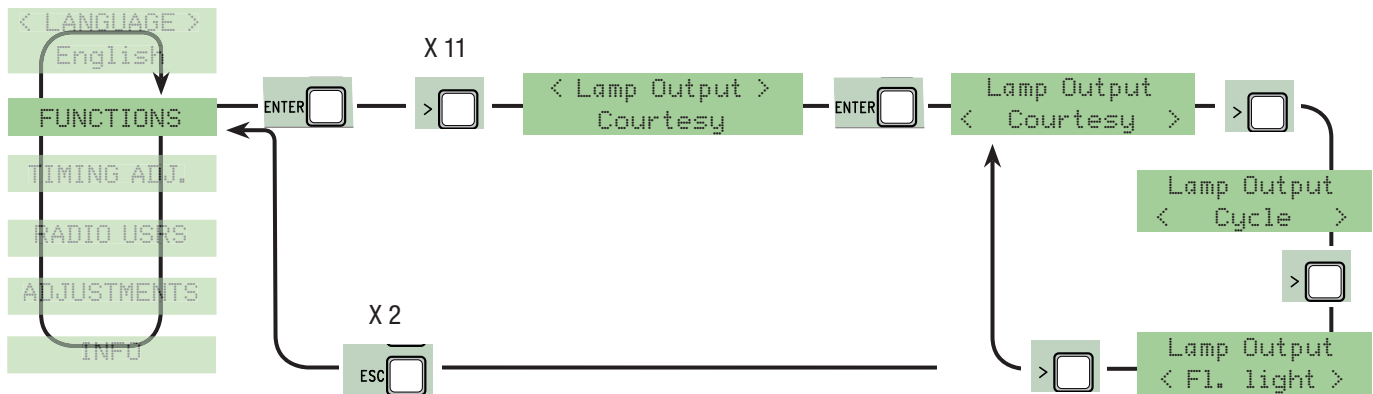 < LANGUAGE >
English
FUNCTIONS
TIMING ADJ.
RADIO USRS
ADJUSTMENTS
INFO
ENTER
X 11
>
< Lamp Output >
Courtesy
ENTER
Lamp Output
< Courtesy >
>
Lamp Output
< Cycle >
>
Lamp Output
< Fl. light >
>
X 2
ESC